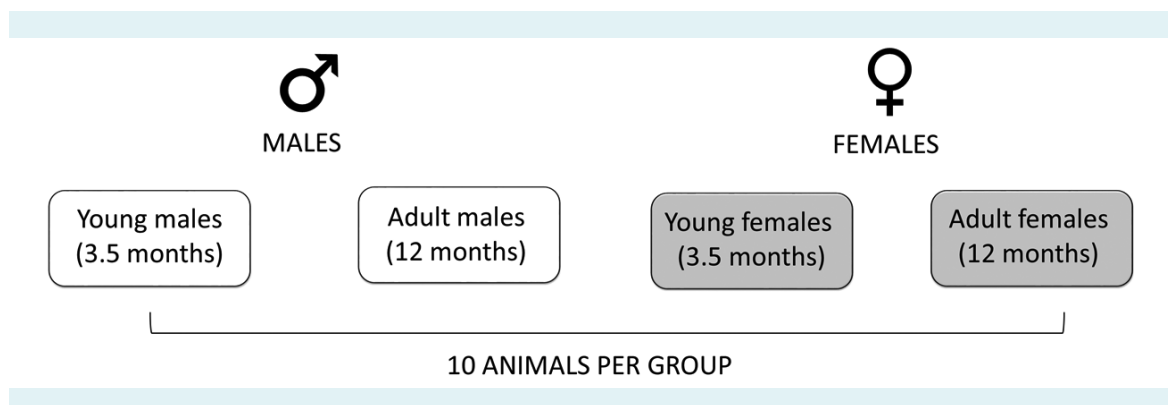 MALES
FEMALES
Young males
(3.5 months)
Adult males
(12 months)
Young females
(3.5 months)
Adult females
(12 months)
10 ANIMALS PER GROUP